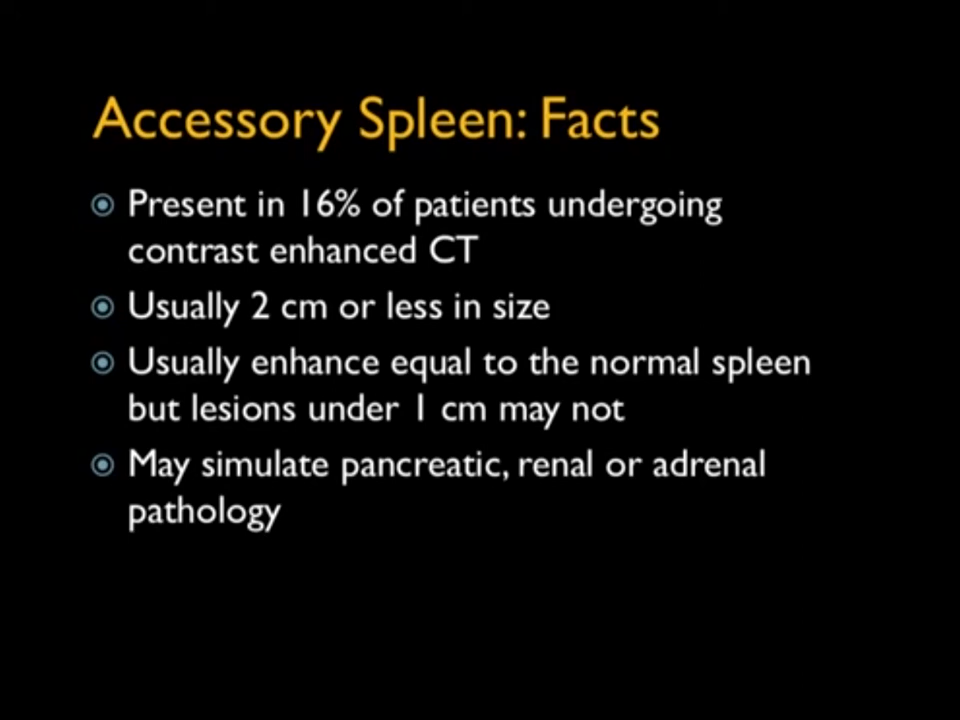 Accessory Spleen: Facts
Present in 16% of patients undergoing
contrast enhanced CT
Usually 2 cm or less in size
Usually enhance equal to the normal spleen
but lesions under 1 cm may not
May simulate pancreatic, renal or adrenal
pathology